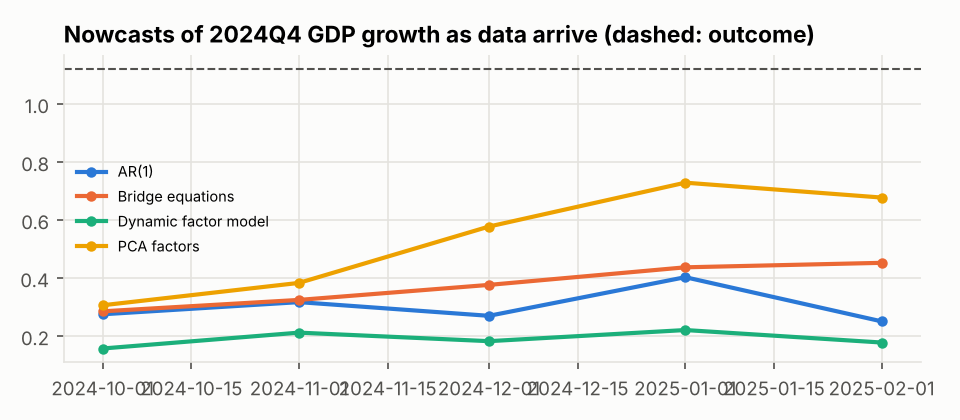 Nowcasts of 2024Q4 GDP growth as data arrive (dashed: outcome)
1.0
0.8
0.6
0.4
0.2
AR(1)
Bridge equations
Dynamic factor model
PCA factors
2024-10-01 2024-10-15 2024-11-01 2024-11-15 2024-12-01 2024-12-15 2025-01-01 2025-01-15 2025-02-01